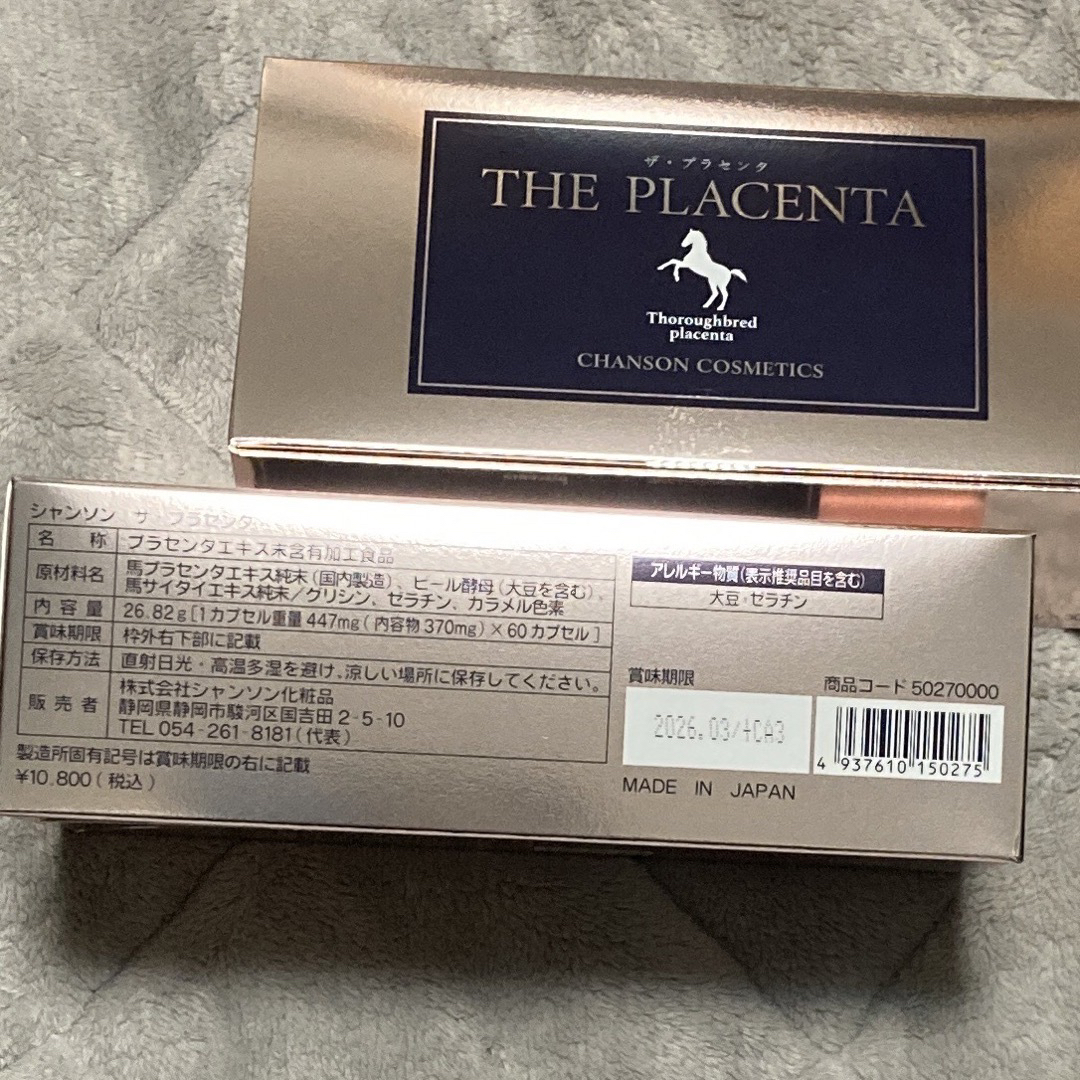 ザ・プラセンタ
THE PLACENTA
Thoroughbred
placenta
CHANSON COSMETICS
シャンソン ザ プラセンタ
名 称 プラセンタエキス末含有加工食品
原材料名 馬プラセンタエキス純末(国内製造)、ビール酵母(大豆を含む)、
馬サイタイエキス純末/グリシン、ゼラチン、カラメル色素
内容量 26.82g[1カプセル重量447mg(内容物370mg)×60カプセル]
賞味期限 枠外右下部に記載
保存方法 直射日光・高温多湿を避け、涼しい場所に保存してください。
販売者 株式会社シャンソン化粧品
静岡県静岡市駿河区国吉田2-5-10
TEL 054-261-8181(代表)
製造所固有記号は賞味期限の右に記載
¥10.800(税込)
アレルギー物質(表示推奨品目を含む)
大豆・ゼラチン
賞味期限
商品コード 50270000
2026.03/+CA3
4 937610 150275
MADE IN JAPAN